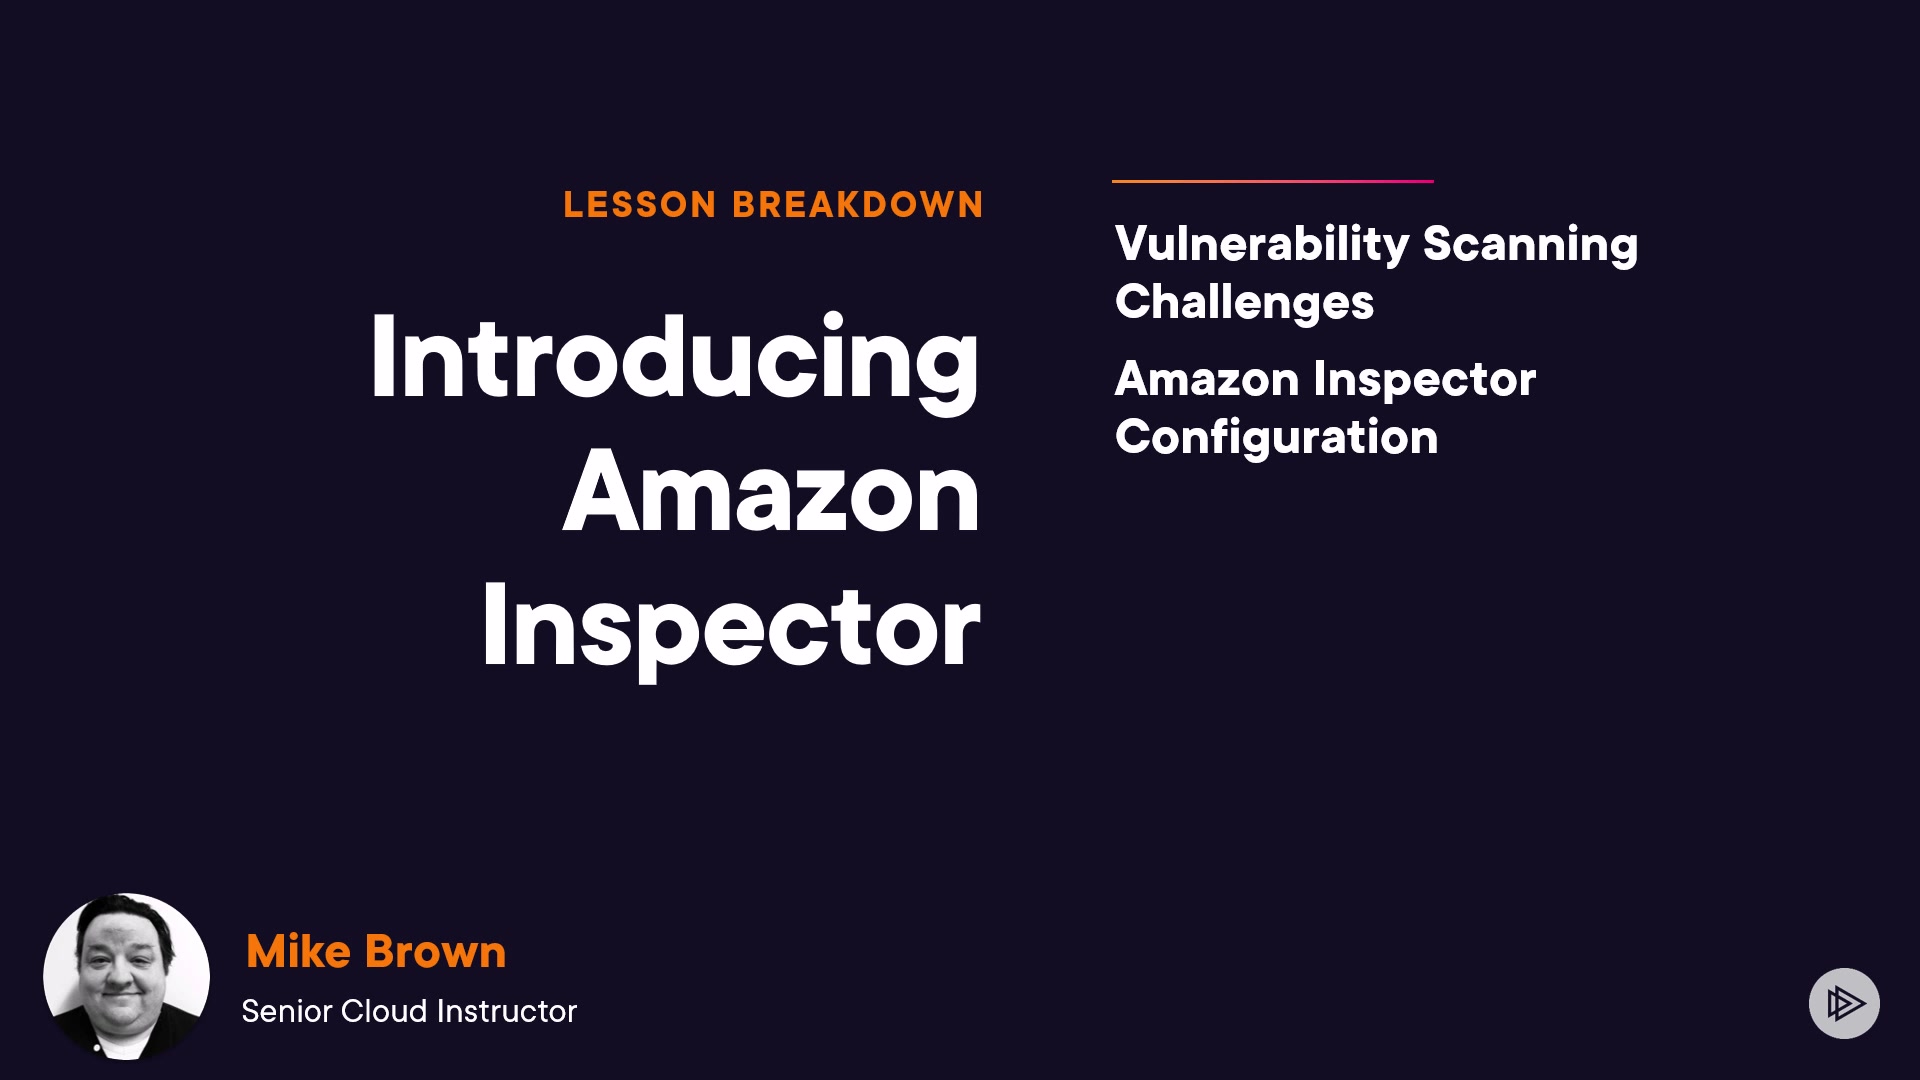 LESSON BREAKDOWN
Introducing
Amazon
Inspector
Vulnerability Scanning
Challenges
Amazon Inspector
Configuration
Mike Brown
Senior Cloud Instructor